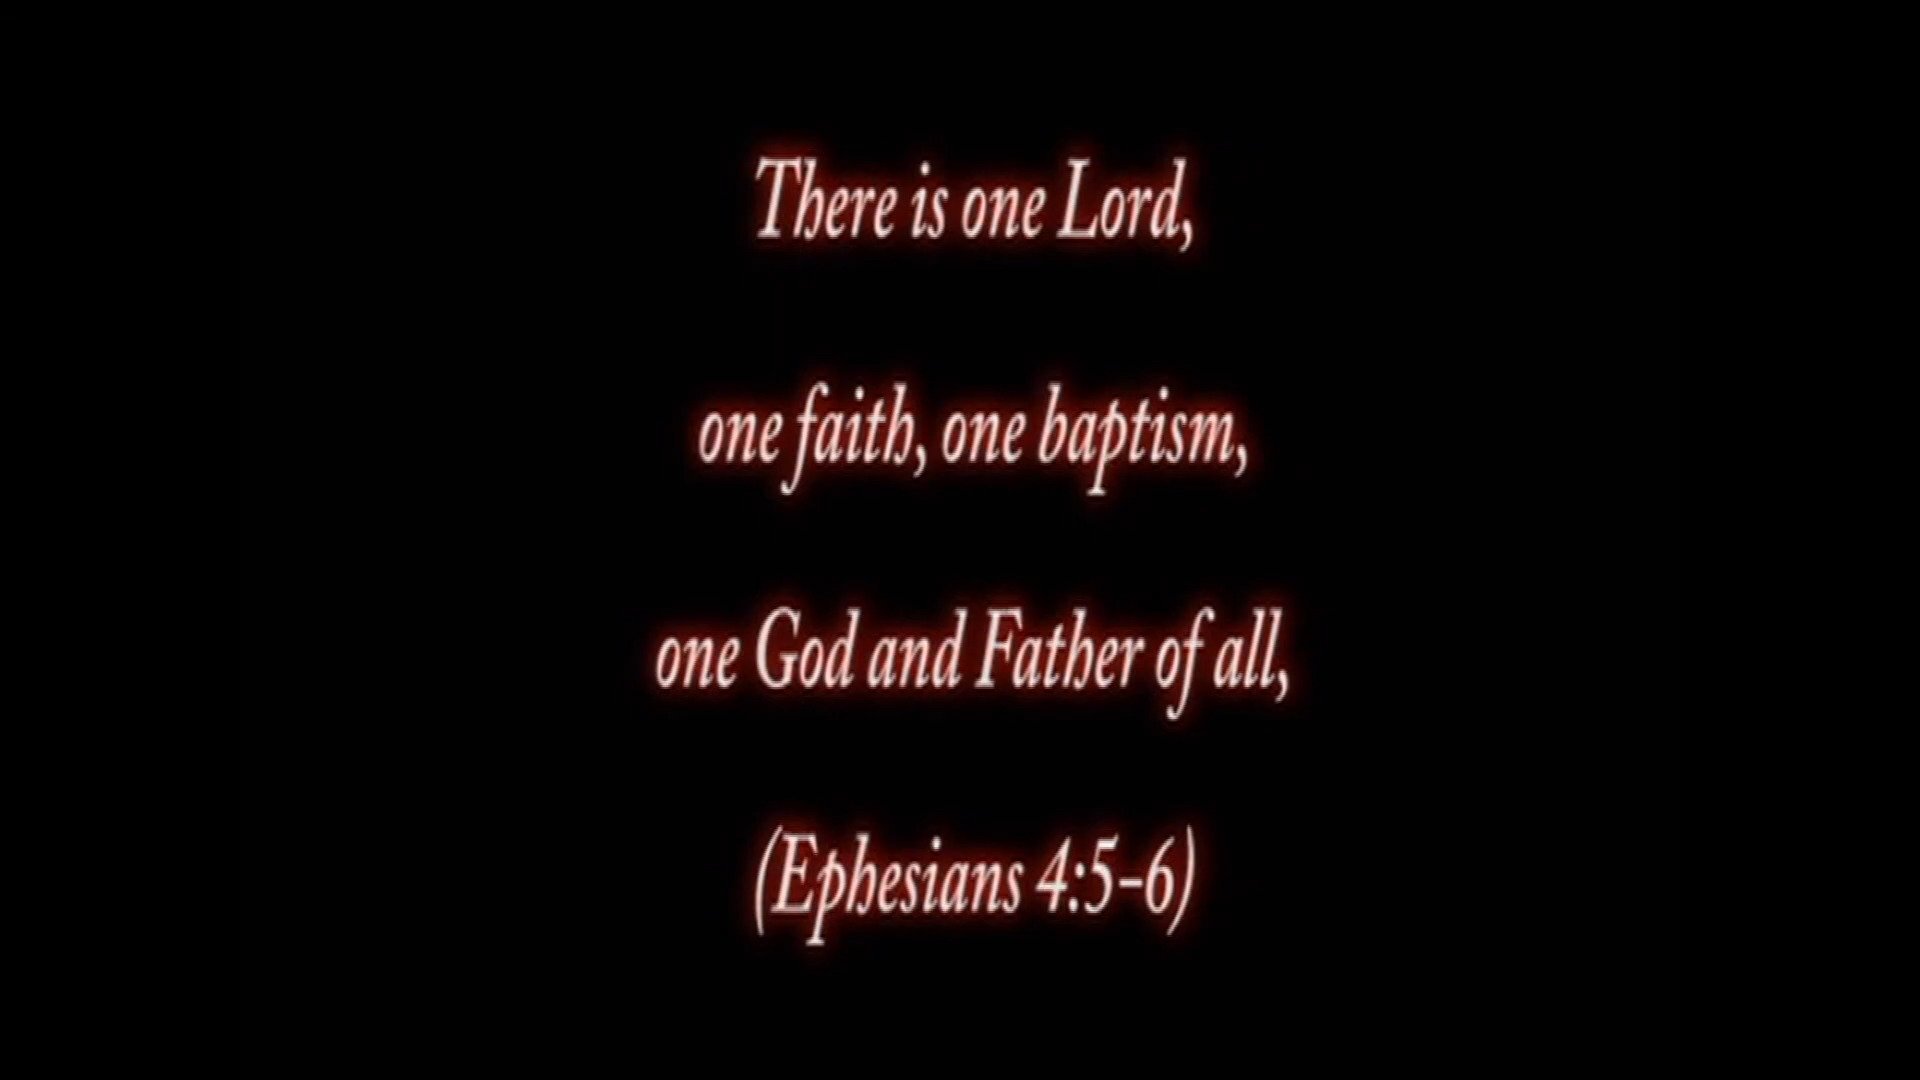 There is one Lord,
one faith, one baptism,
one God and Father of all,
(Ephesians 4:5-6)